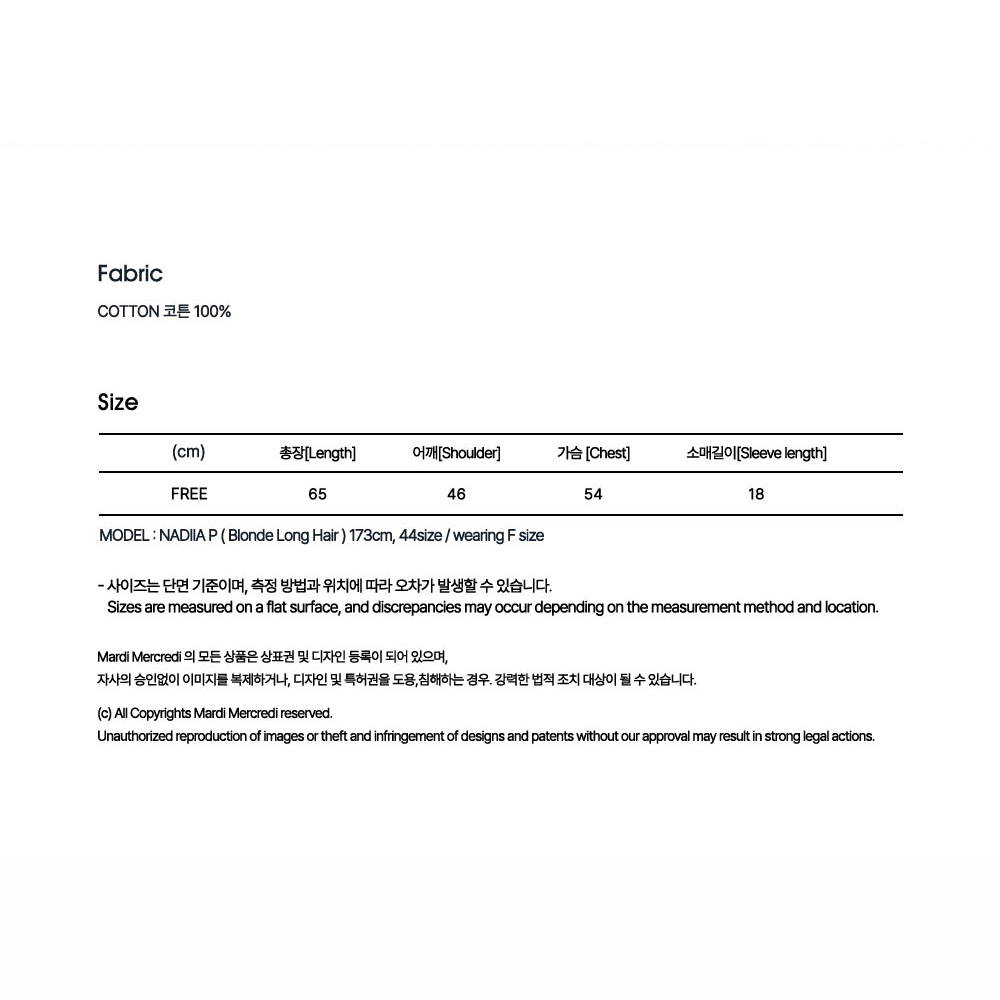 Fabric
COTTON 코튼 100%
Size
(cm) 총장[Length] 어깨[Shoulder] 가슴 [Chest] 소매길이[Sleeve length]
FREE 65 46 54 18
MODEL : NADIIA P ( Blonde Long Hair ) 173cm, 44size / wearing F size
- 사이즈는 단면 기준이며, 측정 방법과 위치에 따라 오차가 발생할 수 있습니다.
Sizes are measured on a flat surface, and discrepancies may occur depending on the measurement method and location.
Mardi Mercredi 의 모든 상품은 상표권 및 디자인 등록이 되어 있으며,
자사의 승인없이 이미지를 복제하거나, 디자인 및 특허권을 도용,침해하는 경우. 강력한 법적 조치 대상이 될 수 있습니다.
(c) All Copyrights Mardi Mercredi reserved.
Unauthorized reproduction of images or theft and infringement of designs and patents without our approval may result in strong legal actions.